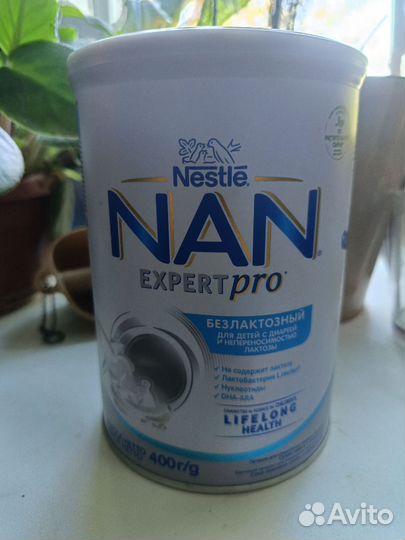 Nestlé
NAN
EXPERTpro
БЕЗЛАКТОЗНЫЙ
ДЛЯ ДЕТЕЙ С ДИАРЕЕЙ
И НЕПЕРЕНОСИМОСТЬЮ
ЛАКТОЗЫ
Не содержит лактозу
Лактобактерии L.reuteri
Нуклеотиды
DHA-ARA
LIFELONG
HEALTH
400г/g
Avito